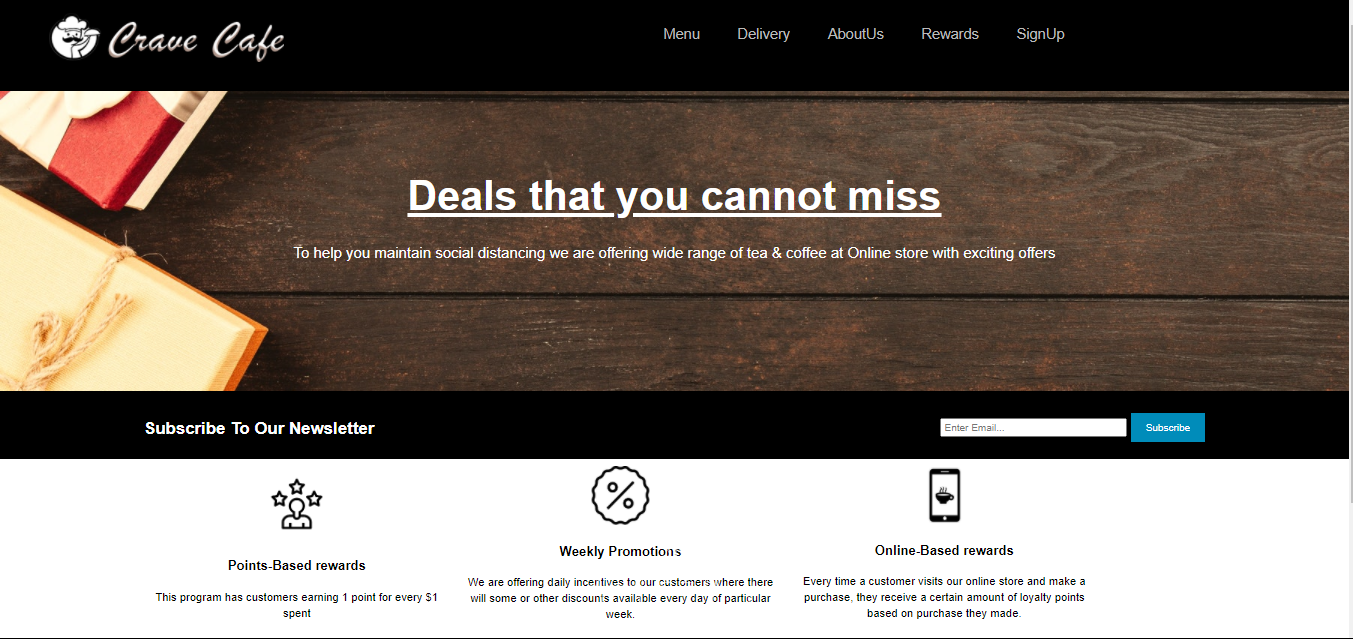 Crave Cafe
Menu Delivery AboutUs Rewards SignUp
Deals that you cannot miss
To help you maintain social distancing we are offering wide range of tea & coffee at Online store with exciting offers
Subscribe To Our Newsletter
Enter Email...
Subscribe
Points-Based rewards
This program has customers earning 1 point for every $1
spent
Weekly Promotions
We are offering daily incentives to our customers where there
will some or other discounts available every day of particular
week.
Online-Based rewards
Every time a customer visits our online store and make a
purchase, they receive a certain amount of loyalty points
based on purchase they made.